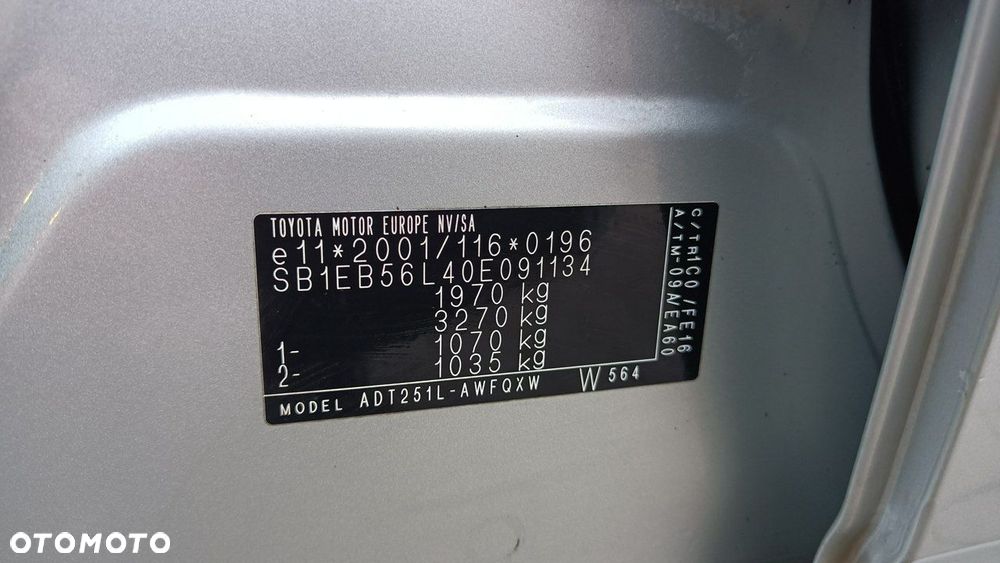 TOYOTA MOTOR EUROPE NV/SA
e11*2001/116*0196
SB1EB56L40E091134
1970 kg
3270 kg
1- 1070 kg
2- 1035 kg
MODEL ADT251L-AWFQXW W564
C/TR1C0/FE16
A/TM-09A/EA60
OTOMOTO